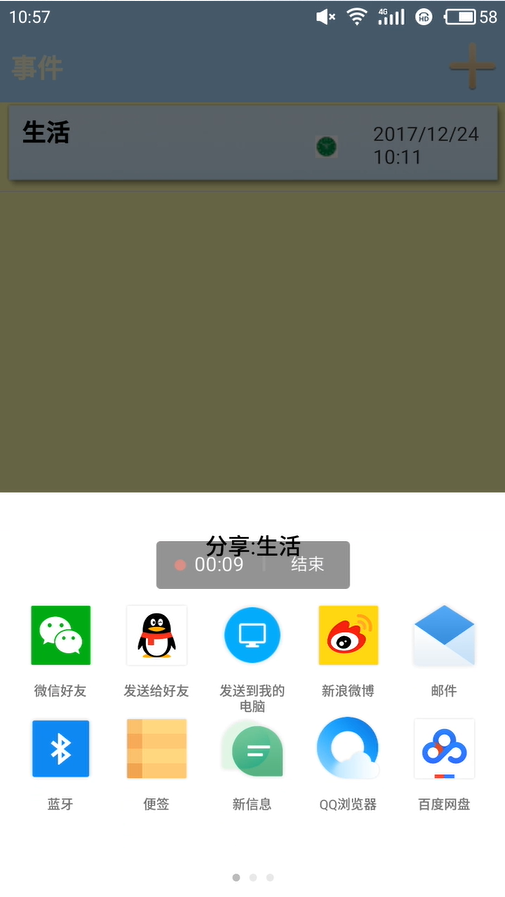 10:57
4G
HD
58
事件
生活
2017/12/24
10:11
分享:生活
00:09
结束
微信好友
发送给好友
发送到我的
电脑
新浪微博
邮件
蓝牙
便签
新信息
QQ浏览器
百度网盘